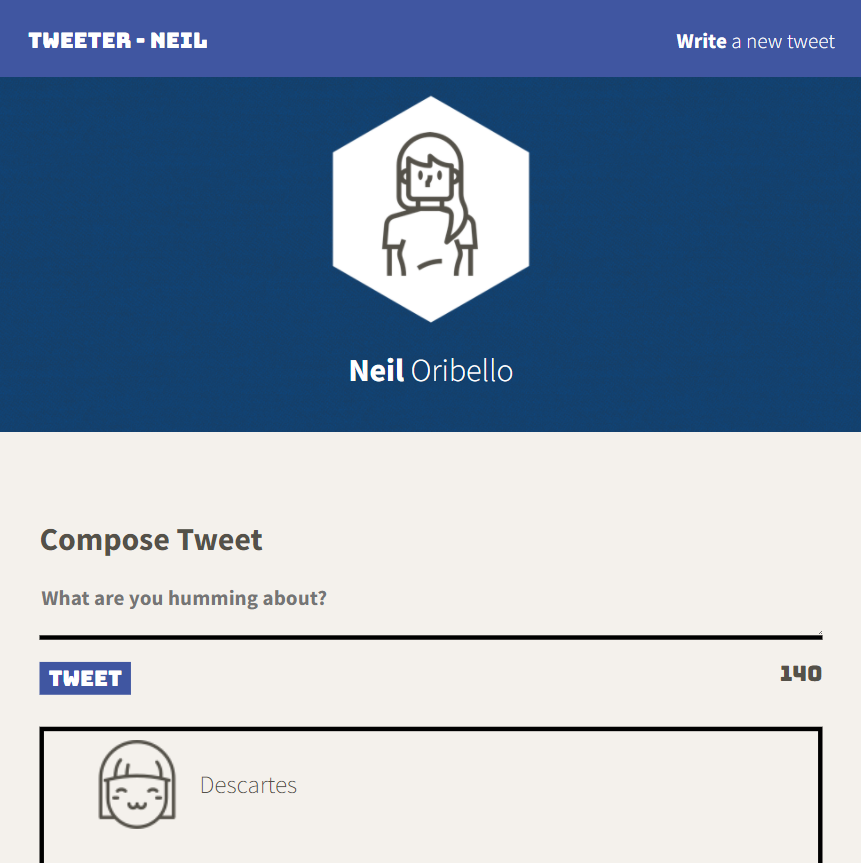 TWEETER - NEIL
Write a new tweet
Neil Oribello
Compose Tweet
What are you humming about?
TWEET
140
Descartes